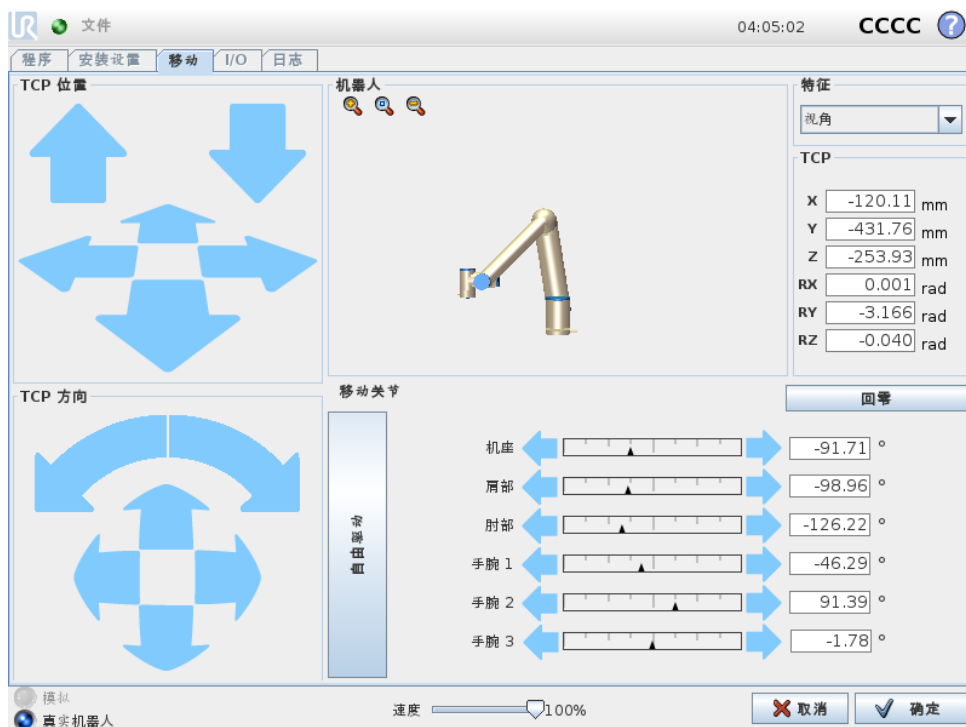 UR 文件 04:05:02 CCCC ?
程序 安装设置 移动 I/O 日志
TCP 位置
机器人
特征
视角
TCP
X -120.11 mm
Y -431.76 mm
Z -253.93 mm
RX 0.001 rad
RY -3.166 rad
RZ -0.040 rad
TCP 方向
移动关节
回零
自由驱动
机座 -91.71 °
肩部 -98.96 °
肘部 -126.22 °
手腕 1 -46.29 °
手腕 2 91.39 °
手腕 3 -1.78 °
模拟
真实机器人
速度 100%
取消
确定